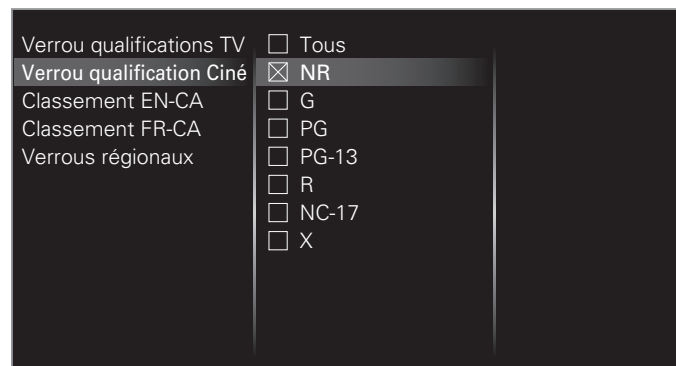 Verrou qualifications TV
Verrou qualification Ciné
Classement EN-CA
Classement FR-CA
Verrous régionaux
Tous
NR
G
PG
PG-13
R
NC-17
X